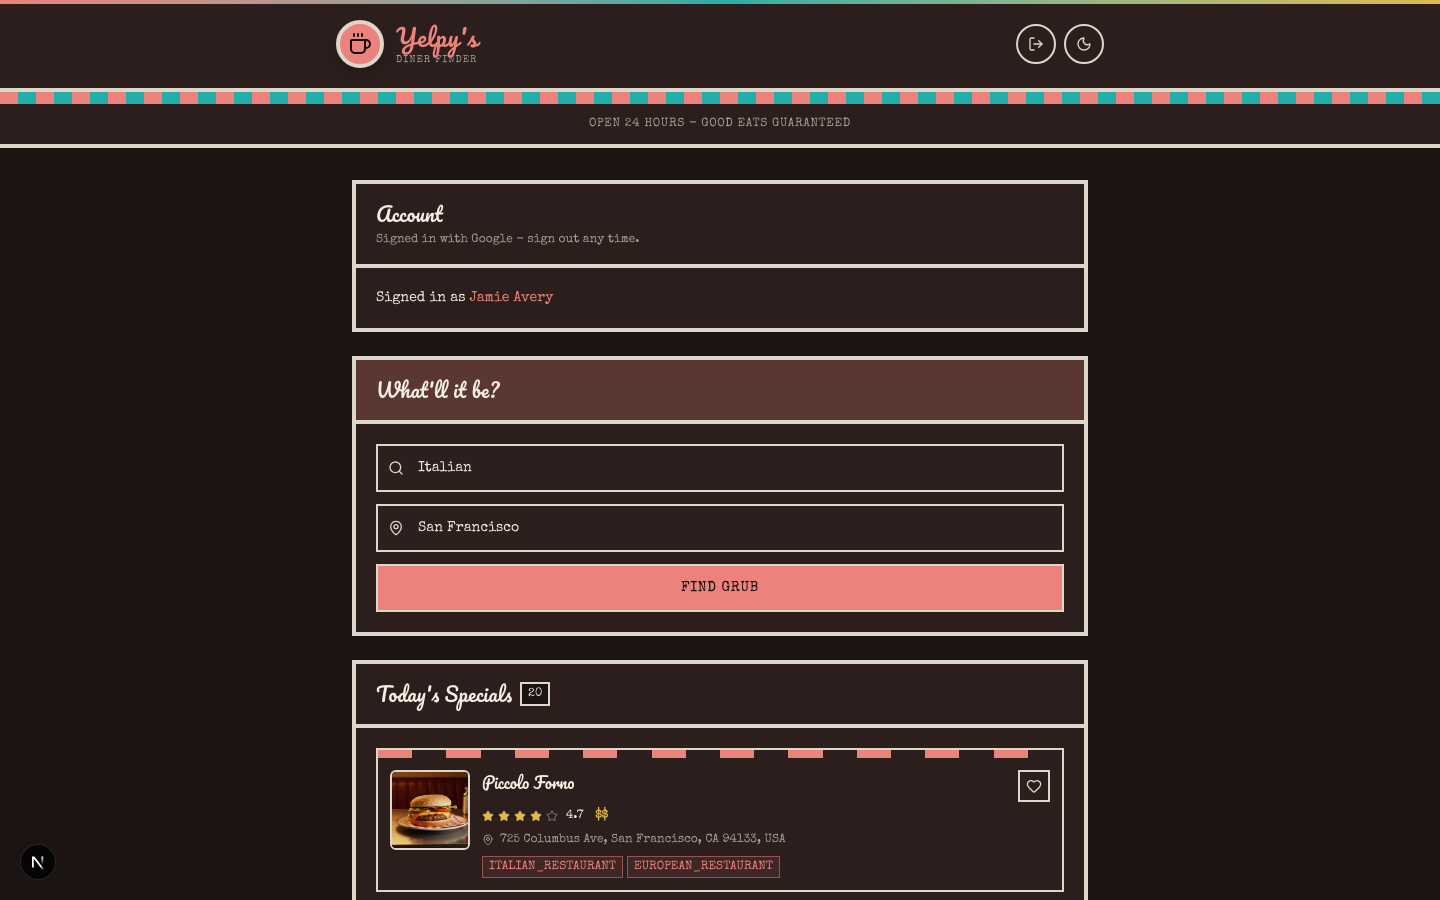 Yelpy's
DINER FINDER
OPEN 24 HOURS — GOOD EATS GUARANTEED
Account
Signed in with Google — sign out any time.
Signed in as Jamie Avery
What'll it be?
Italian
San Francisco
FIND GRUB
Today's Specials 20
Piccolo Forno
4.7 $$
725 Columbus Ave, San Francisco, CA 94133, USA
ITALIAN_RESTAURANT EUROPEAN_RESTAURANT
N